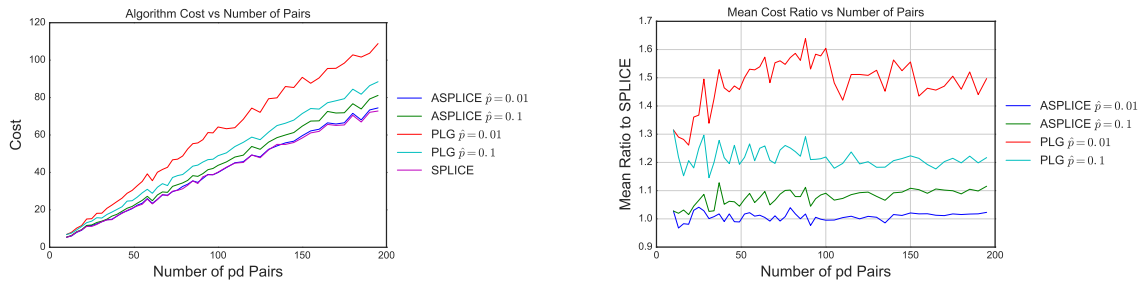 Algorithm Cost vs Number of Pairs
120
100
80
60
40
20
0
0
50
100
150
200
Cost
Number of pd Pairs
ASPLICE p̂ = 0.01
ASPLICE p̂ = 0.1
PLG p̂ = 0.01
PLG p̂ = 0.1
SPLICE
Mean Cost Ratio vs Number of Pairs
1.7
1.6
1.5
1.4
1.3
1.2
1.1
1.0
0.9
0
50
100
150
200
Mean Ratio to SPLICE
Number of pd Pairs
ASPLICE p̂ = 0.01
ASPLICE p̂ = 0.1
PLG p̂ = 0.01
PLG p̂ = 0.1